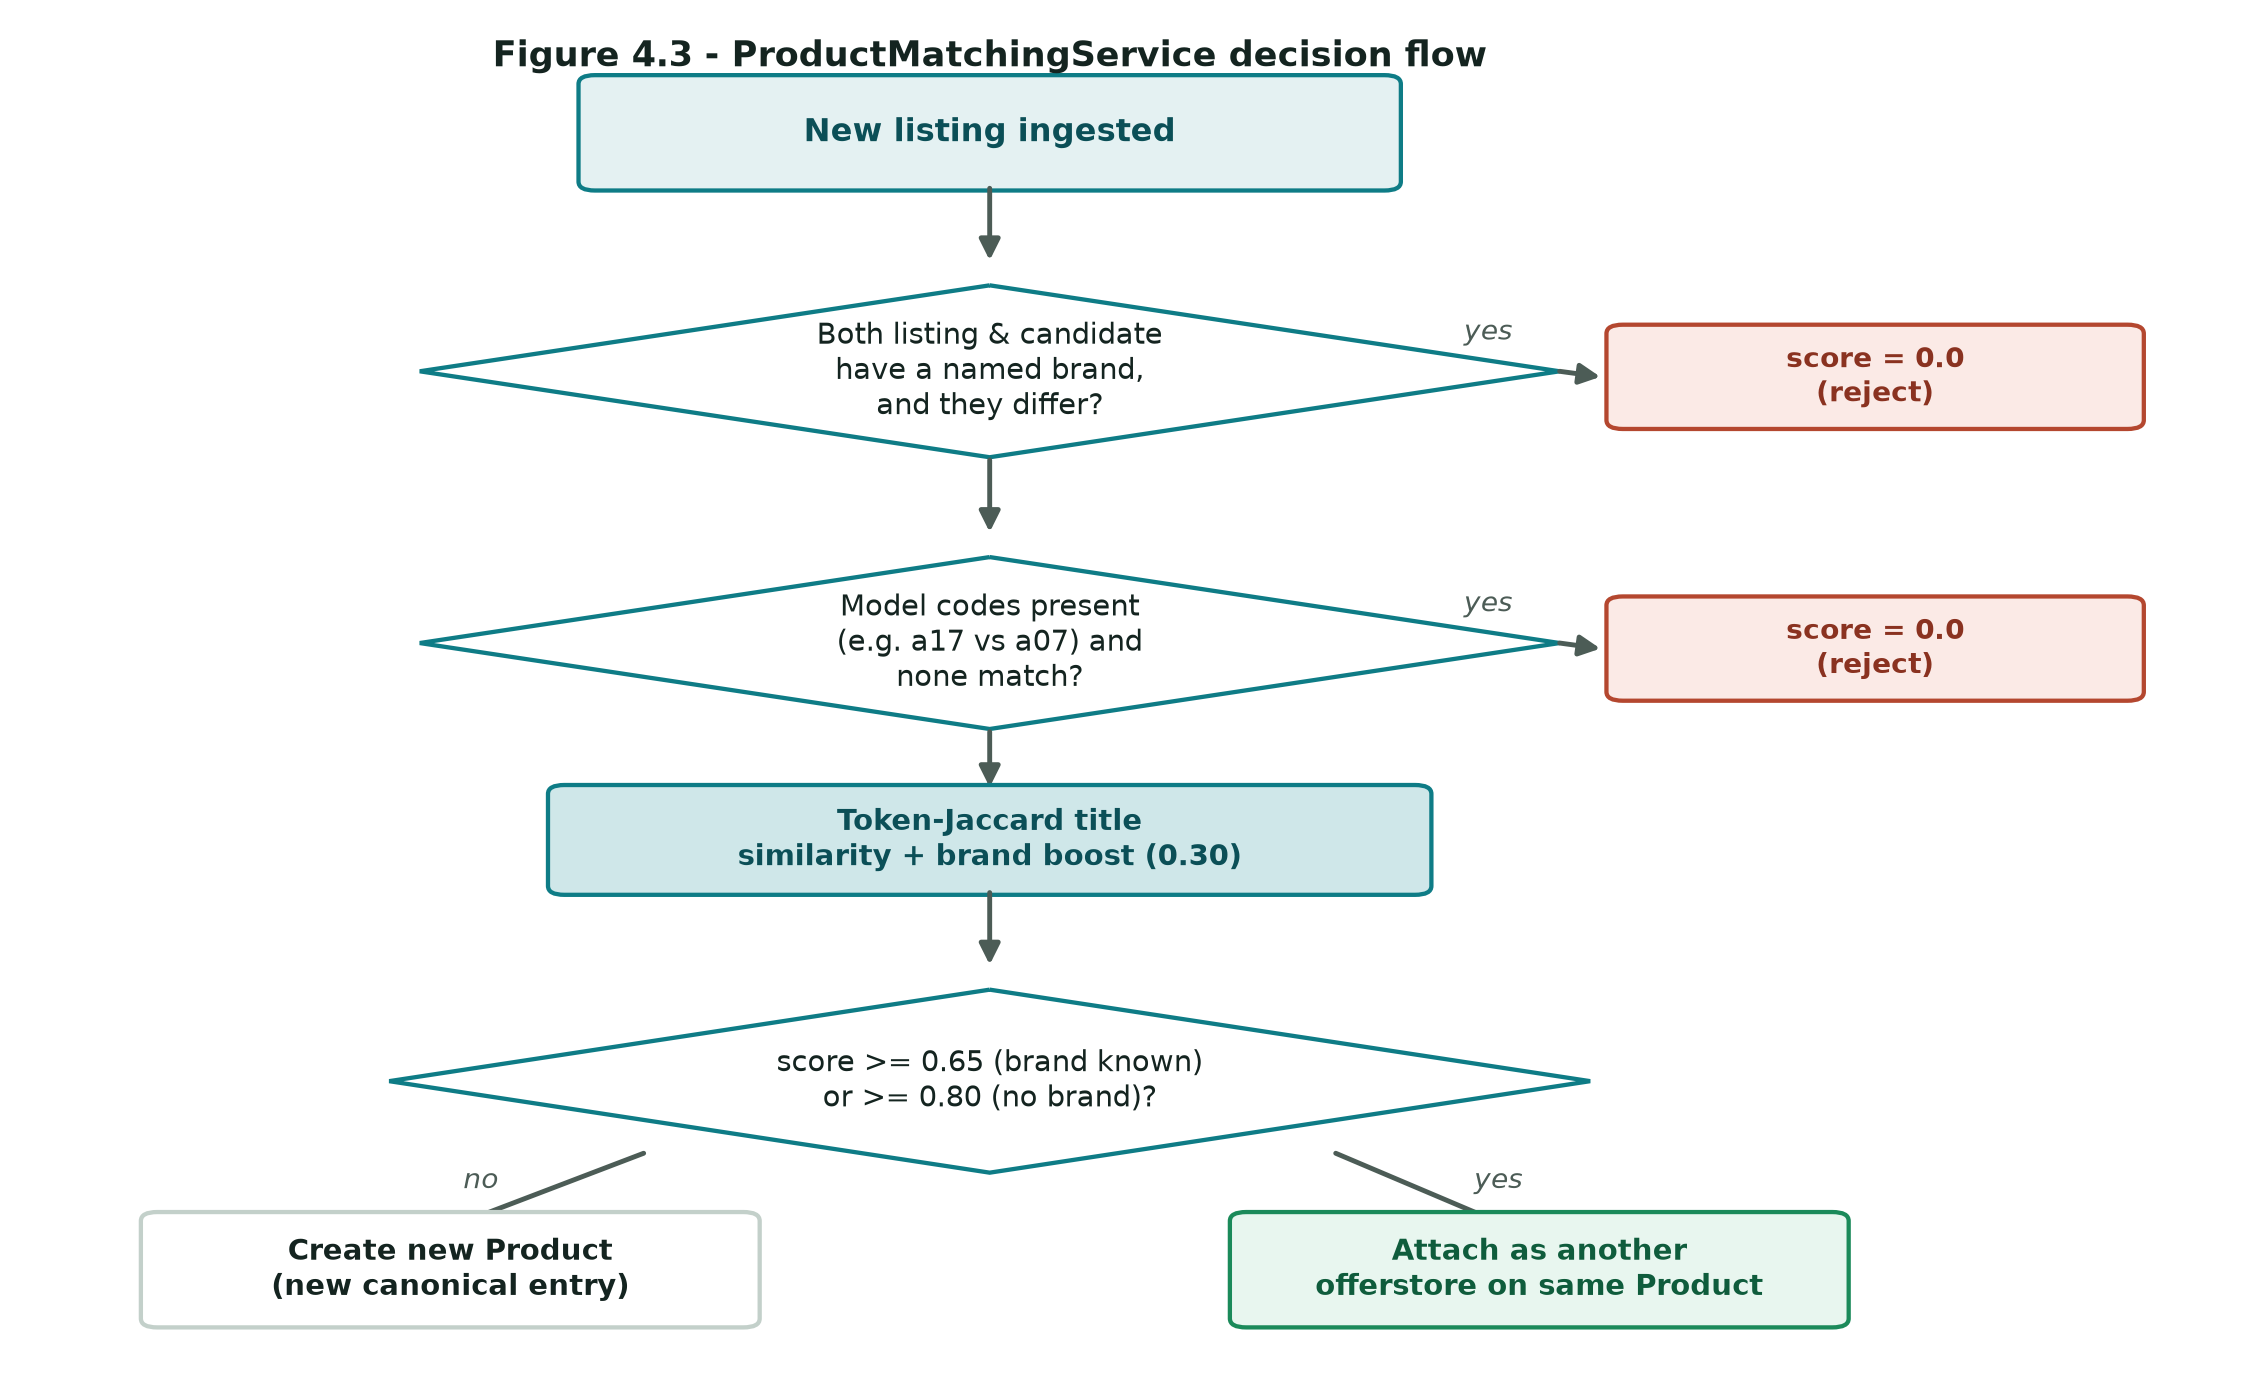 Figure 4.3 - ProductMatchingService decision flow
New listing ingested
Both listing & candidate
have a named brand,
and they differ?
yes
score = 0.0
(reject)
Model codes present
(e.g. a17 vs a07) and
none match?
yes
score = 0.0
(reject)
Token-Jaccard title
similarity + brand boost (0.30)
score >= 0.65 (brand known)
or >= 0.80 (no brand)?
no
yes
Create new Product
(new canonical entry)
Attach as another
offerstore on same Product